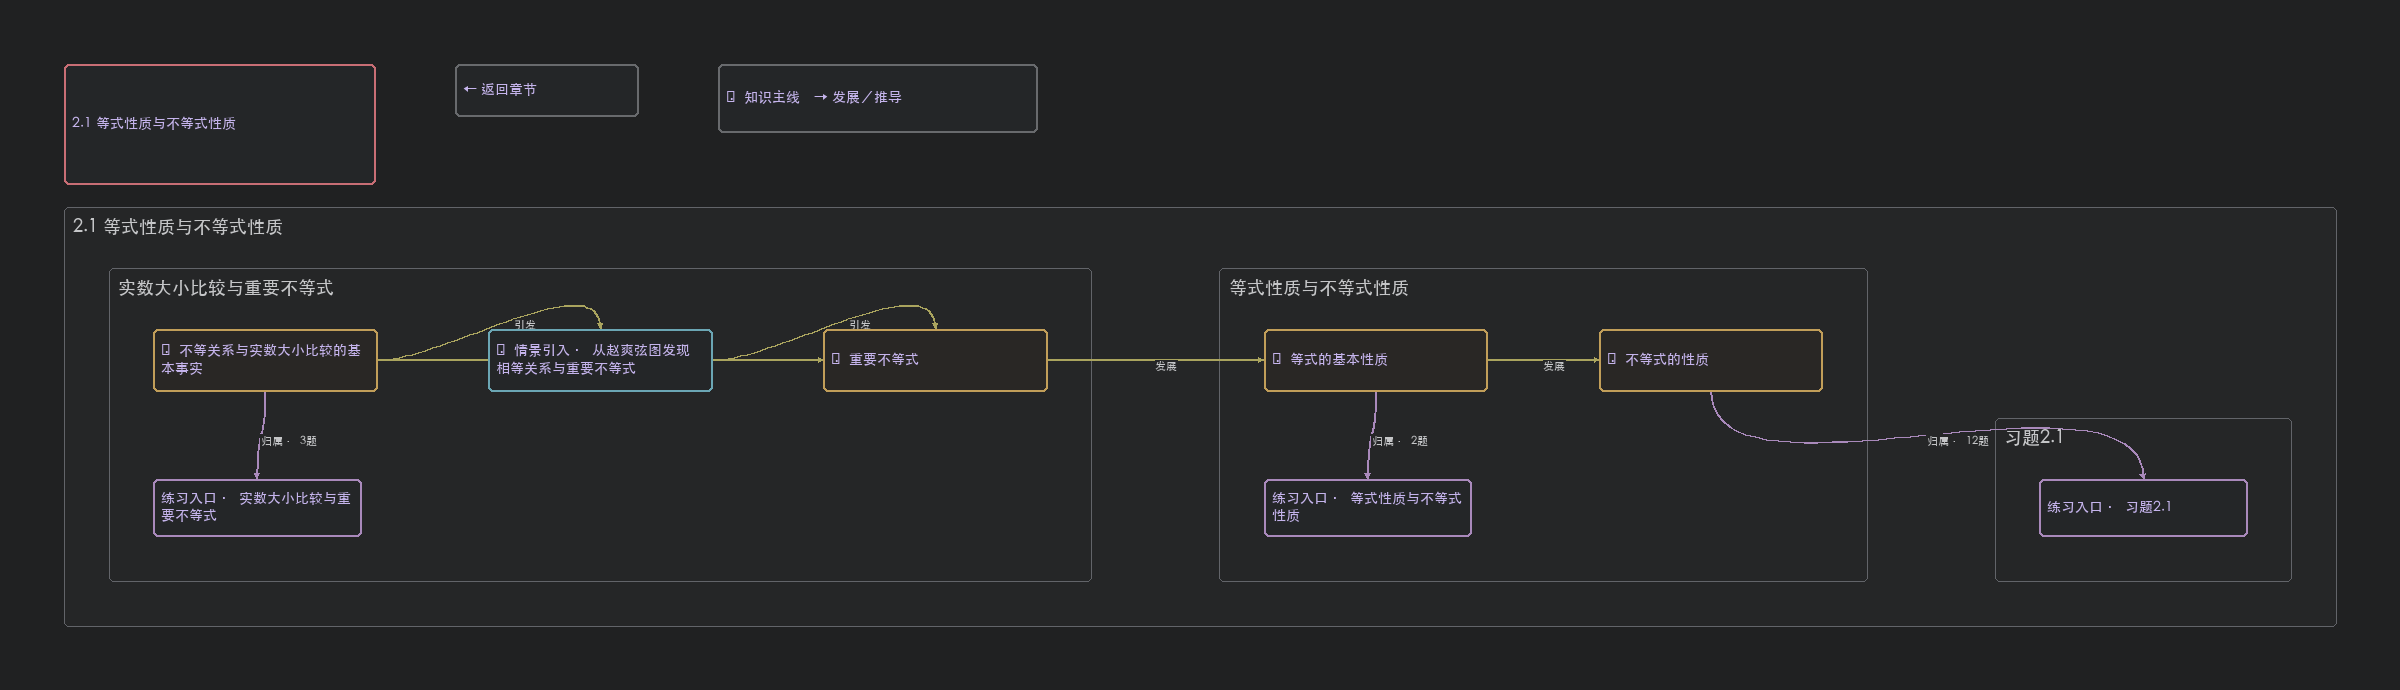 2.1 等式性质与不等式性质
← 返回章节
知识主线 → 发展／推导
2.1 等式性质与不等式性质
实数大小比较与重要不等式
等式性质与不等式性质
引发
引发
不等关系与实数大小比较的基
本事实
情景引入· 从赵爽弦图发现
相等关系与重要不等式
重要不等式
发展
等式的基本性质
发展
不等式的性质
归属· 3题
归属· 2题
归属· 12题
习题2.1
练习入口· 实数大小比较与重
要不等式
练习入口· 等式性质与不等式
性质
练习入口· 习题2.1